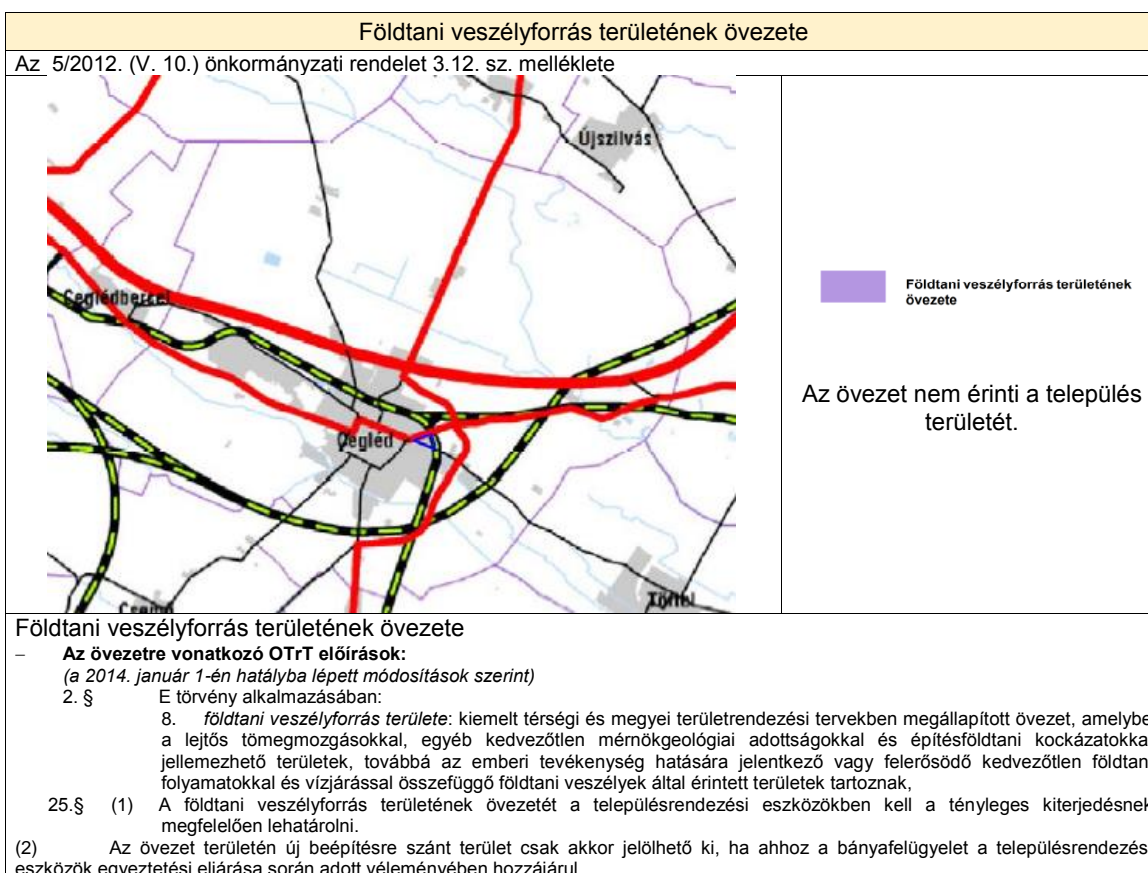 Földtani veszélyforrás területének övezete
Az 5/2012. (V. 10.) önkormányzati rendelet 3.12. sz. melléklete
Újszilvás
Ceglédbercel
Cegléd
Csemő
Törtel
Földtani veszélyforrás területének
övezete
Az övezet nem érinti a település
területét.
Földtani veszélyforrás területének övezete
– Az övezetre vonatkozó OTrT előírások:
(a 2014. január 1-én hatályba lépett módosítások szerint)
2. § E törvény alkalmazásában:
8. földtani veszélyforrás területe: kiemelt térségi és megyei területrendezési tervekben megállapított övezet, amelybe
a lejtős tömegmozgásokkal, egyéb kedvezőtlen mérnökgeológiai adottságokkal és építésföldtani kockázatokka
jellemezhető területek, továbbá az emberi tevékenység hatására jelentkező vagy felerősödő kedvezőtlen földtan
folyamatokkal és vízjárással összefüggő földtani veszélyek által érintett területek tartoznak,
25.§ (1) A földtani veszélyforrás területének övezetét a településrendezési eszközökben kell a tényleges kiterjedésnek
megfelelően lehatárolni.
(2) Az övezet területén új beépítésre szánt terület csak akkor jelölhető ki, ha ahhoz a bányafelügyelet a településrendezés
eszközök egyeztetési eljárása során adott véleményében hozzájárul